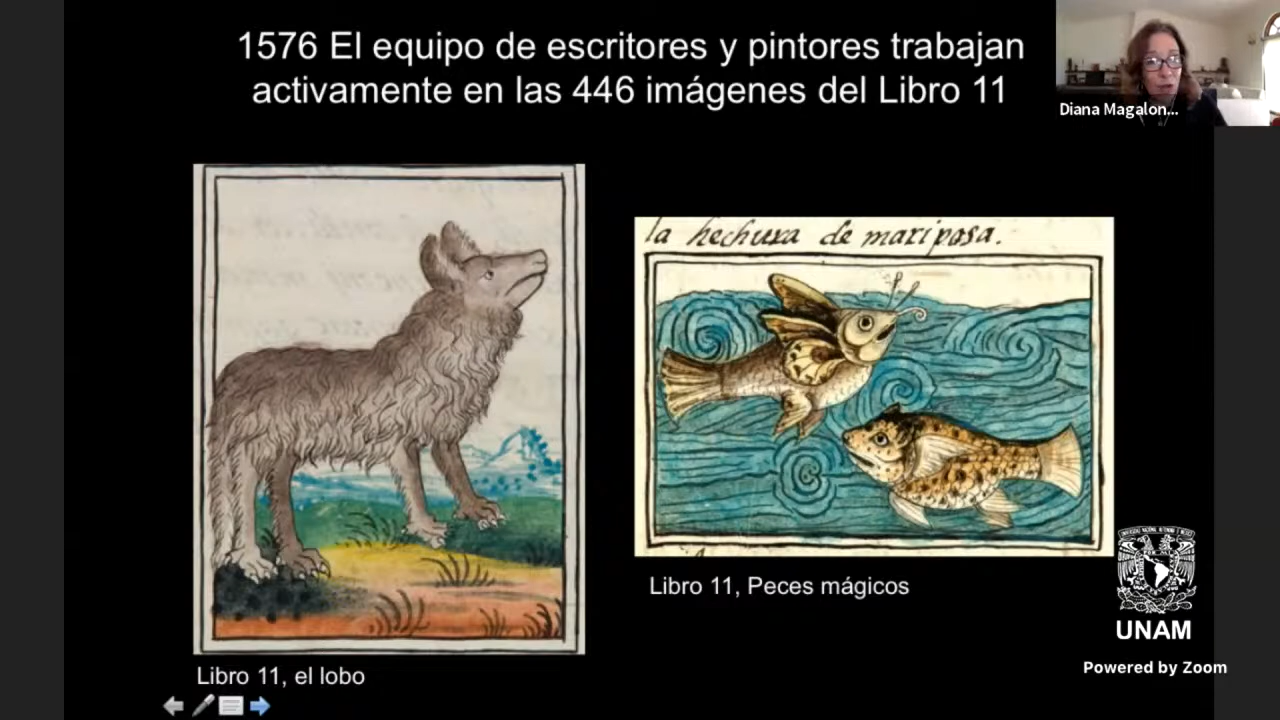 1576 El equipo de escritores y pintores trabajan
activamente en las 446 imágenes del Libro 11
Diana Magalon...
la hechura de mariposa.
Libro 11, Peces mágicos
Libro 11, el lobo
UNAM
Powered by Zoom